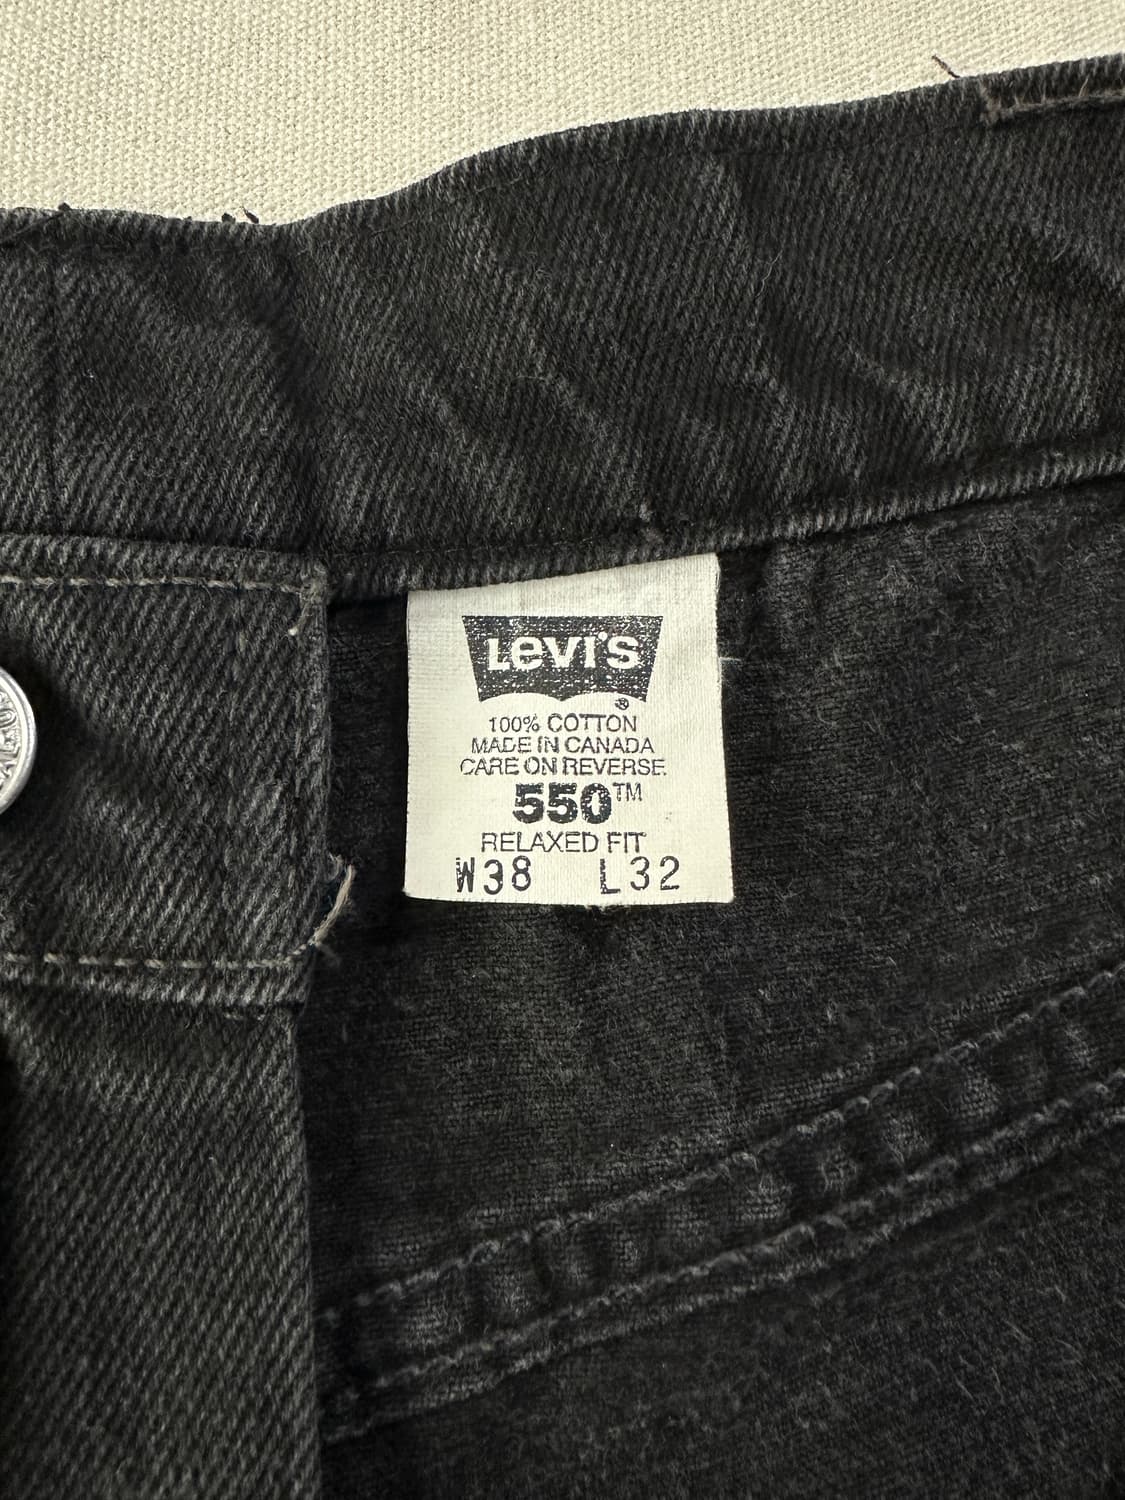 Levi's
®
100% COTTON
MADE IN CANADA
CARE ON REVERSE
550™
RELAXED FIT
W38 L32